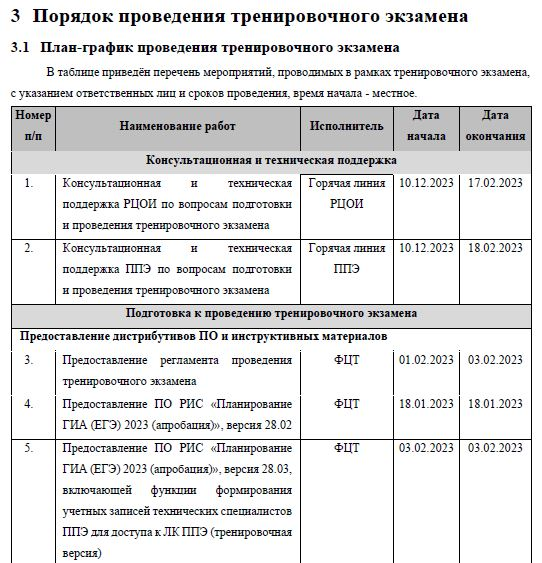 3 Порядок проведения тренировочного экзамена
3.1 План-график проведения тренировочного экзамена
В таблице приведён перечень мероприятий, проводимых в рамках тренировочного экзамена,
с указанием ответственных лиц и сроков проведения, время начала - местное.
Номер п/п Наименование работ Исполнитель Дата начала Дата окончания
Консультационная и техническая поддержка
1. Консультационная и техническая Горячая линия 10.12.2023 17.02.2023
поддержка РЦОИ по вопросам подготовки РЦОИ
и проведения тренировочного экзамена
2. Консультационная и техническая Горячая линия 10.12.2023 18.02.2023
поддержка ППЭ по вопросам подготовки ППЭ
и проведения тренировочного экзамена
Подготовка к проведению тренировочного экзамена
Предоставление дистрибутивов ПО и инструктивных материалов
3. Предоставление регламента проведения ФЦТ 01.02.2023 03.02.2023
тренировочного экзамена
4. Предоставление ПО РИС «Планирование ФЦТ 18.01.2023 18.01.2023
ГИА (ЕГЭ) 2023 (апробация)», версия 28.02
5. Предоставление ПО РИС «Планирование ФЦТ 03.02.2023 03.02.2023
ГИА (ЕГЭ) 2023 (апробация)», версия 28.03,
включающей функции формирования
учетных записей технических специалистов
ППЭ для доступа к ЛК ППЭ (тренировочная
версия)